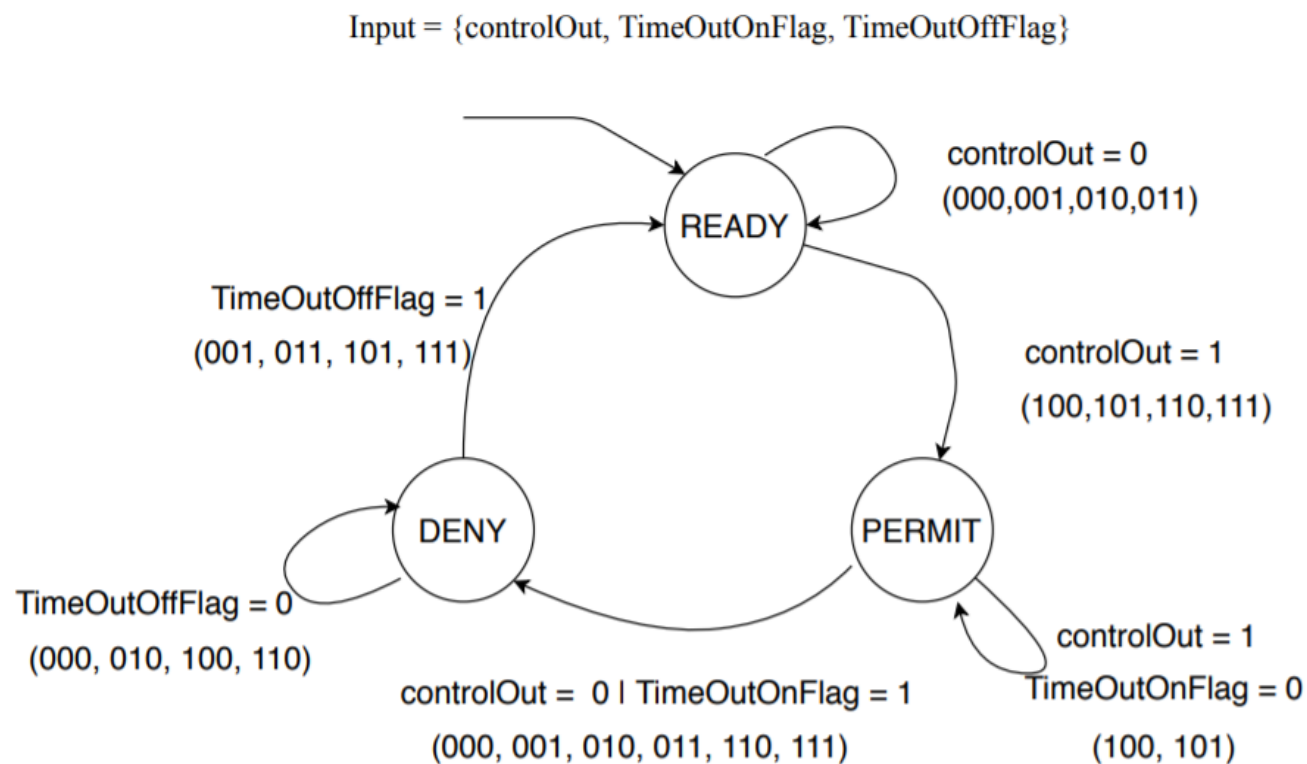 Input = {controlOut, TimeOutOnFlag, TimeOutOffFlag}
controlOut = 0
(000,001,010,011)
READY
TimeOutOffFlag = 1
(001, 011, 101, 111)
controlOut = 1
(100,101,110,111)
DENY
PERMIT
TimeOutOffFlag = 0
(000, 010, 100, 110)
controlOut = 1
TimeOutOnFlag = 0
(100, 101)
controlOut = 0 | TimeOutOnFlag = 1
(000, 001, 010, 011, 110, 111)